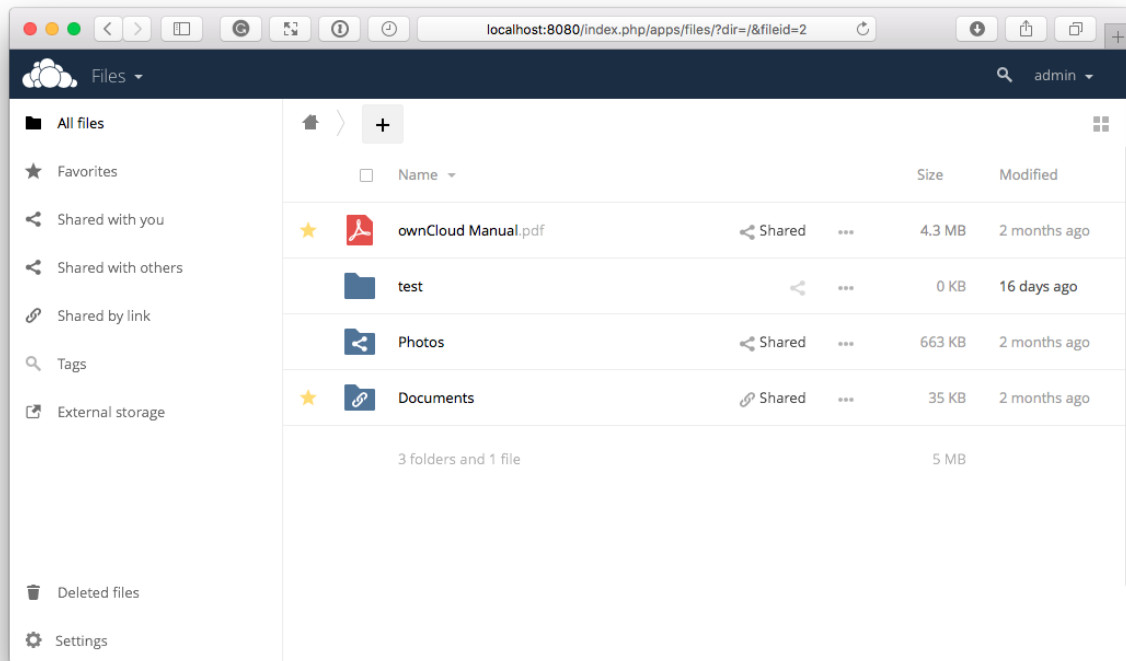 localhost:8080/index.php/apps/files/?dir=/&fileid=2
Files
admin
All files
Favorites
Shared with you
Shared with others
Shared by link
Tags
External storage
Deleted files
Settings
Name Size Modified
ownCloud Manual.pdf Shared 4.3 MB 2 months ago
test 0 KB 16 days ago
Photos Shared 663 KB 2 months ago
Documents Shared 35 KB 2 months ago
3 folders and 1 file 5 MB